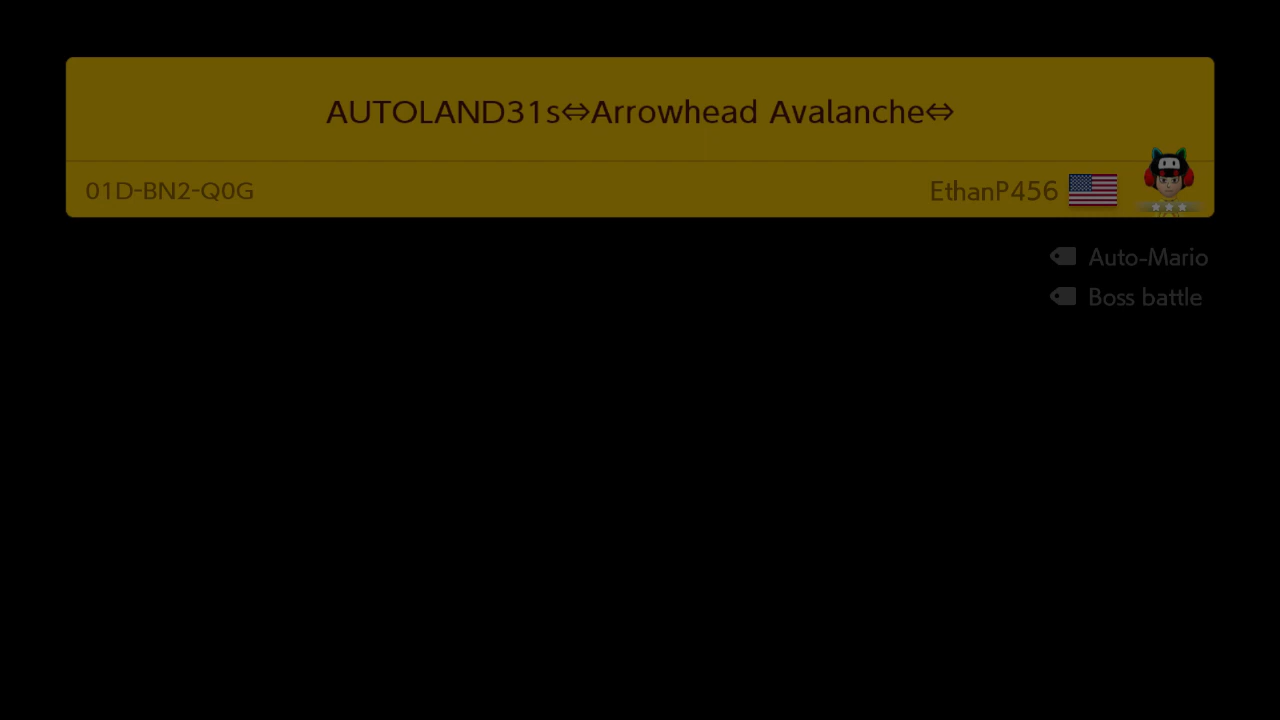 AUTOLAND31s⇔Arrowhead Avalanche⇔
01D-BN2-Q0G
EthanP456
Auto-Mario
Boss battle